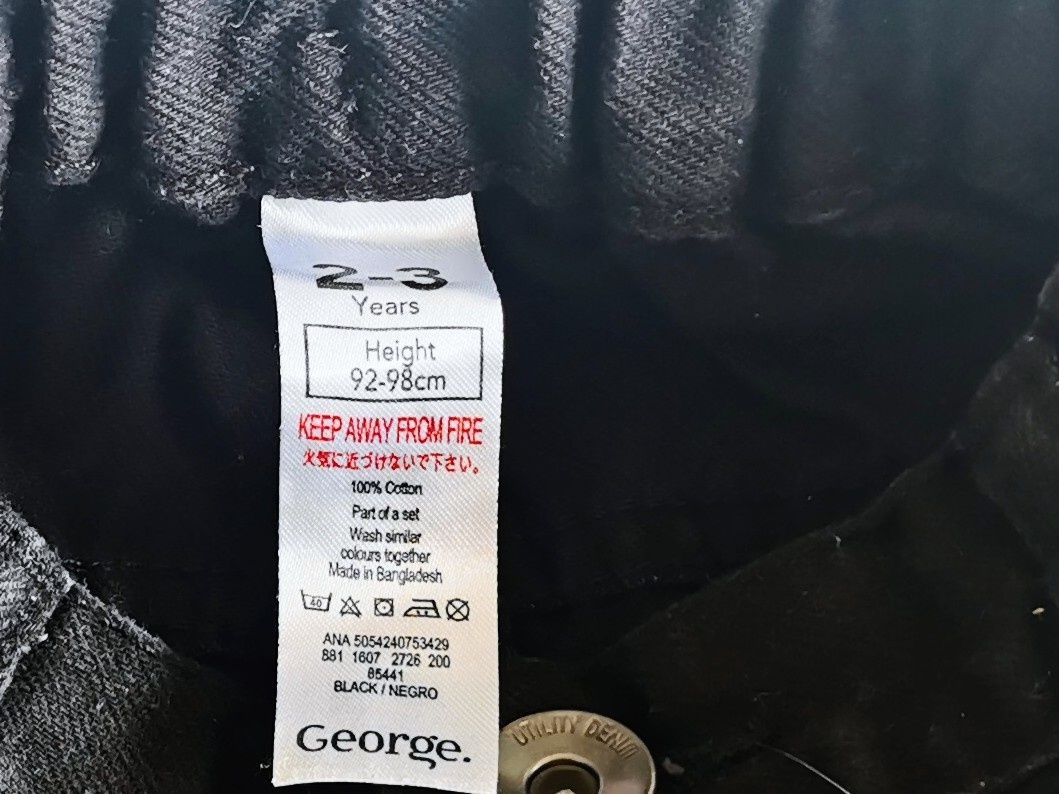 2-3
Years
Height
92-98cm
KEEP AWAY FROM FIRE
火気に近づけないで下さい。
100% Cotton
Part of a set
Wash similar
colours together
Made in Bangladesh
40
ANA 5054240753429
881 1607 2726 200
85441
BLACK / NEGRO
George.
UTILITY DENIM